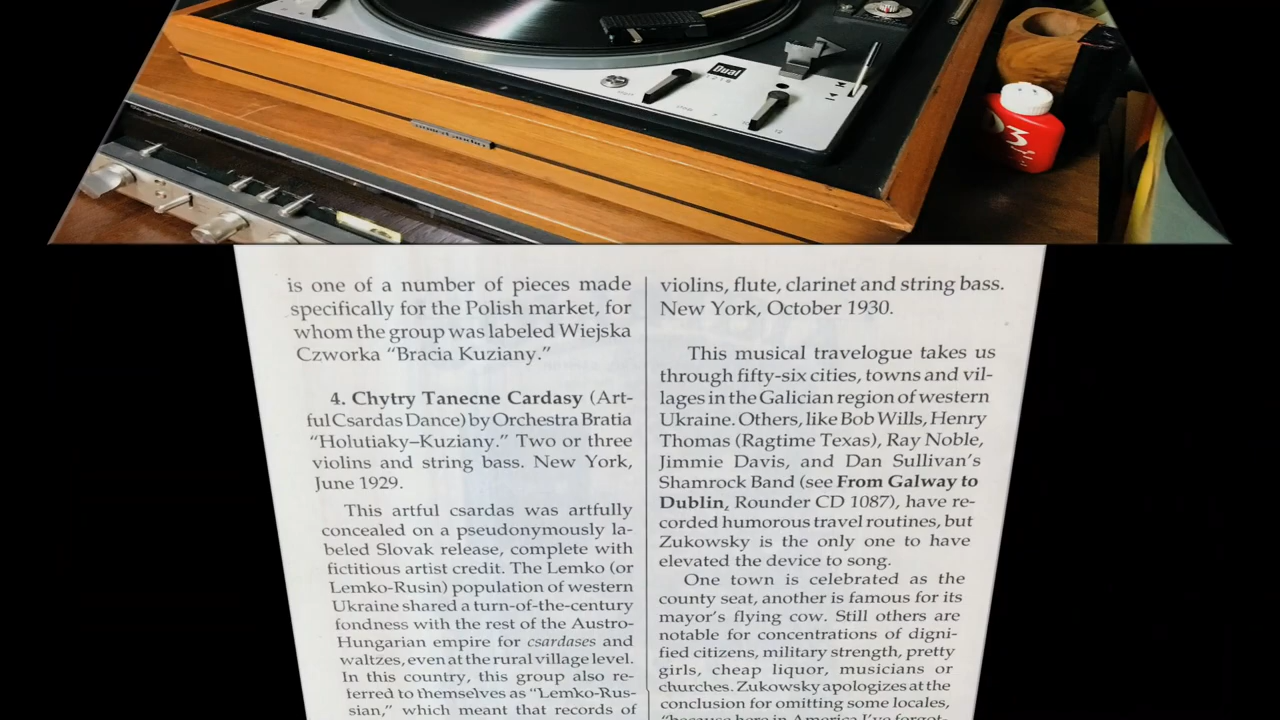 Dual
1219
D3
is one of a number of pieces made
specifically for the Polish market, for
whom the group was labeled Wiejska
Czworka “Bracia Kuziany.”
4. Chytry Tanecne Cardasy (Art-
ful Csardas Dance) by Orchestra Bratia
“Holutiaky–Kuziany.” Two or three
violins and string bass. New York,
June 1929.
This artful csardas was artfully
concealed on a pseudonymously la-
beled Slovak release, complete with
fictitious artist credit. The Lemko (or
Lemko-Rusin) population of western
Ukraine shared a turn-of-the-century
fondness with the rest of the Austro-
Hungarian empire for csardases and
waltzes, even at the rural village level.
In this country, this group also re-
ferred to themselves as “Lemko-Rus-
sian,” which meant that records of
violins, flute, clarinet and string bass.
New York, October 1930.
This musical travelogue takes us
through fifty-six cities, towns and vil-
lages in the Galician region of western
Ukraine. Others, like Bob Wills, Henry
Thomas (Ragtime Texas), Ray Noble,
Jimmie Davis, and Dan Sullivan’s
Shamrock Band (see From Galway to
Dublin, Rounder CD 1087), have re-
corded humorous travel routines, but
Zukowsky is the only one to have
elevated the device to song.
One town is celebrated as the
county seat, another is famous for its
mayor’s flying cow. Still others are
notable for concentrations of digni-
fied citizens, military strength, pretty
girls, cheap liquor, musicians or
churches. Zukowsky apologizes at the
conclusion for omitting some locales,
“because here in America I’ve forgot-